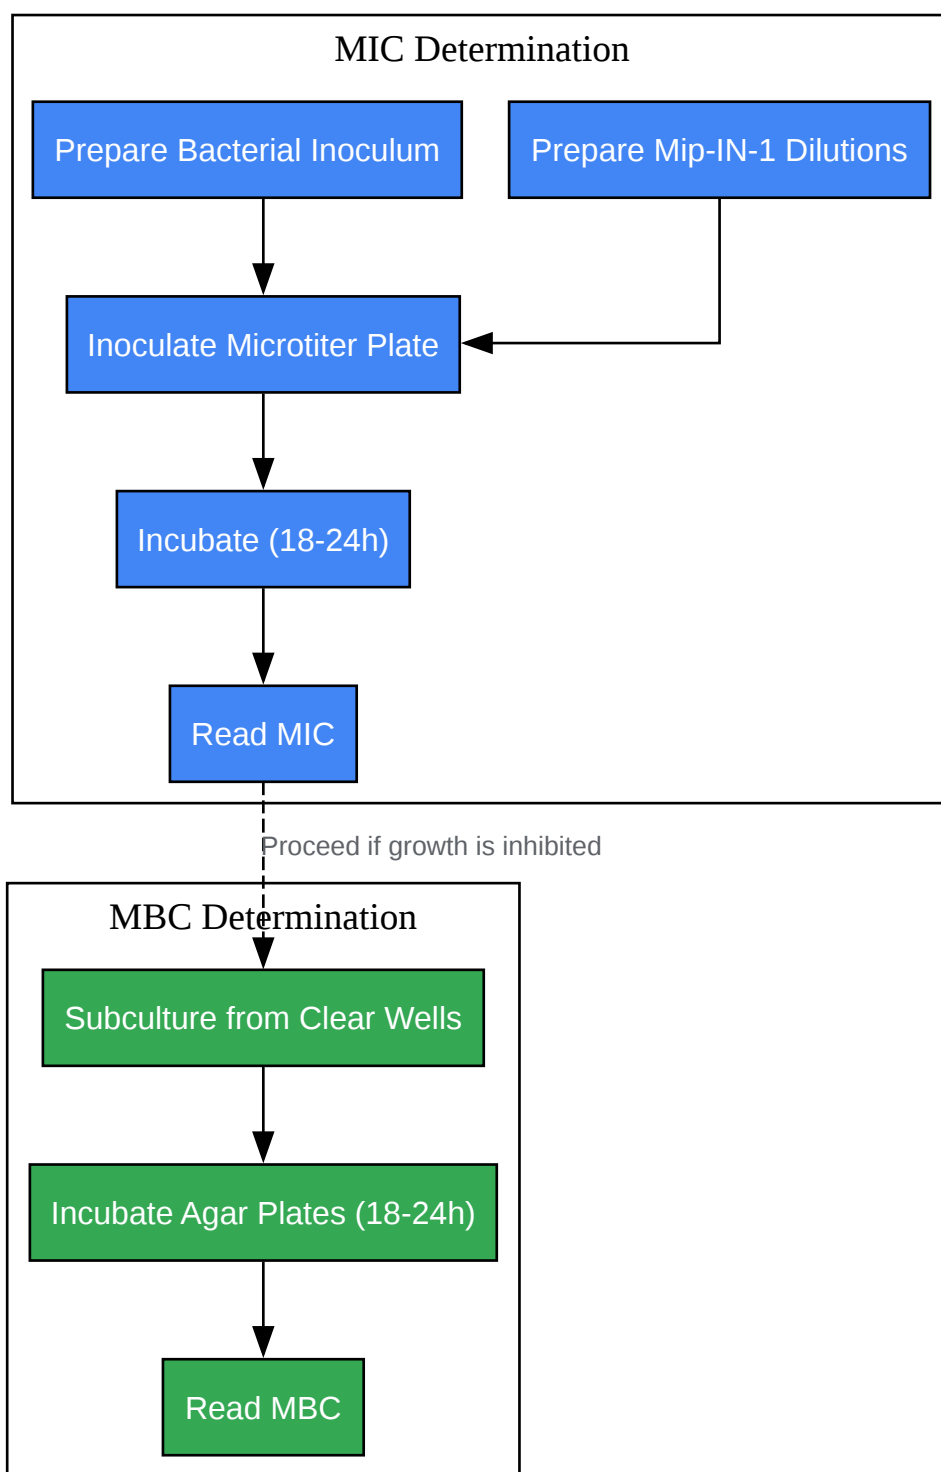 MIC Determination
Prepare Bacterial Inoculum
Prepare Mip-IN-1 Dilutions
Inoculate Microtiter Plate
Incubate (18-24h)
Read MIC
Proceed if growth is inhibited
MBC Determination
Subculture from Clear Wells
Incubate Agar Plates (18-24h)
Read MBC